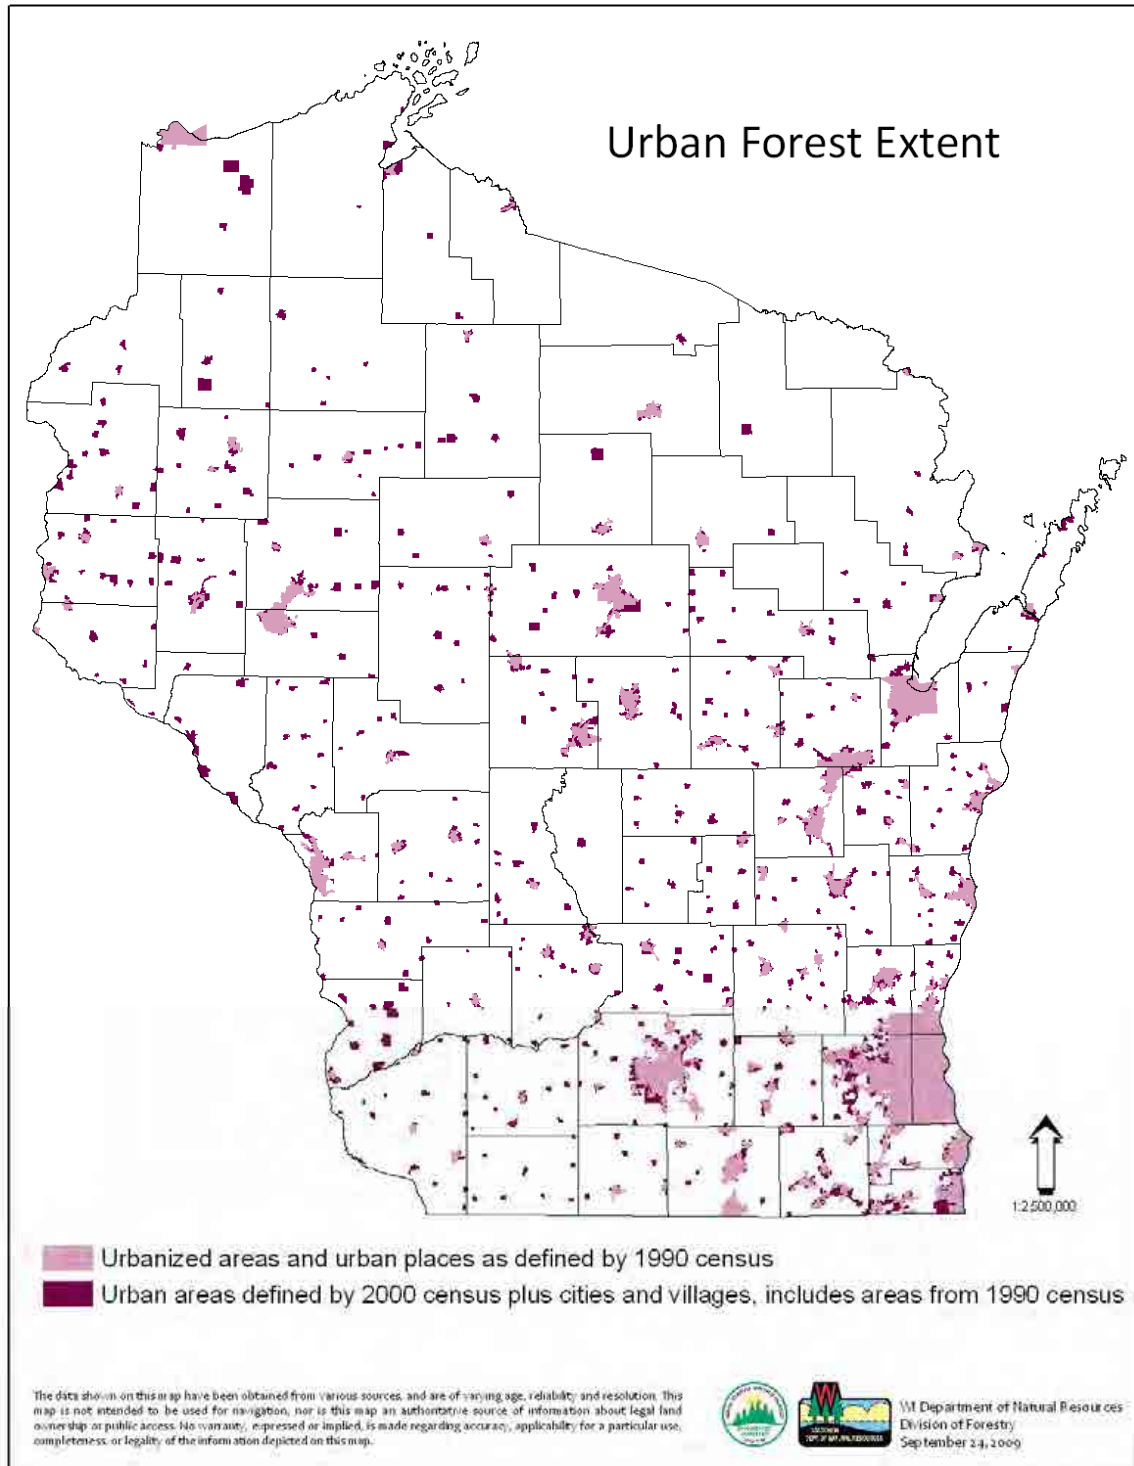 Urban Forest Extent
1:2,500,000
Urbanized areas and urban places as defined by 1990 census
Urban areas defined by 2000 census plus cities and villages, includes areas from 1990 census
The data shown on this map have been obtained from various sources, and are of varying age, reliability and resolution. This
map is not intended to be used for navigation, nor is this map an authoritative source of information about legal land
ownership or public access. No warranty, expressed or implied, is made regarding accuracy, applicability for a particular use,
completeness, or legality of the information depicted on this map.
WISCONSIN
DEPT. OF NATURAL RESOURCES
WI Department of Natural Resources
Division of Forestry
September 24, 2009